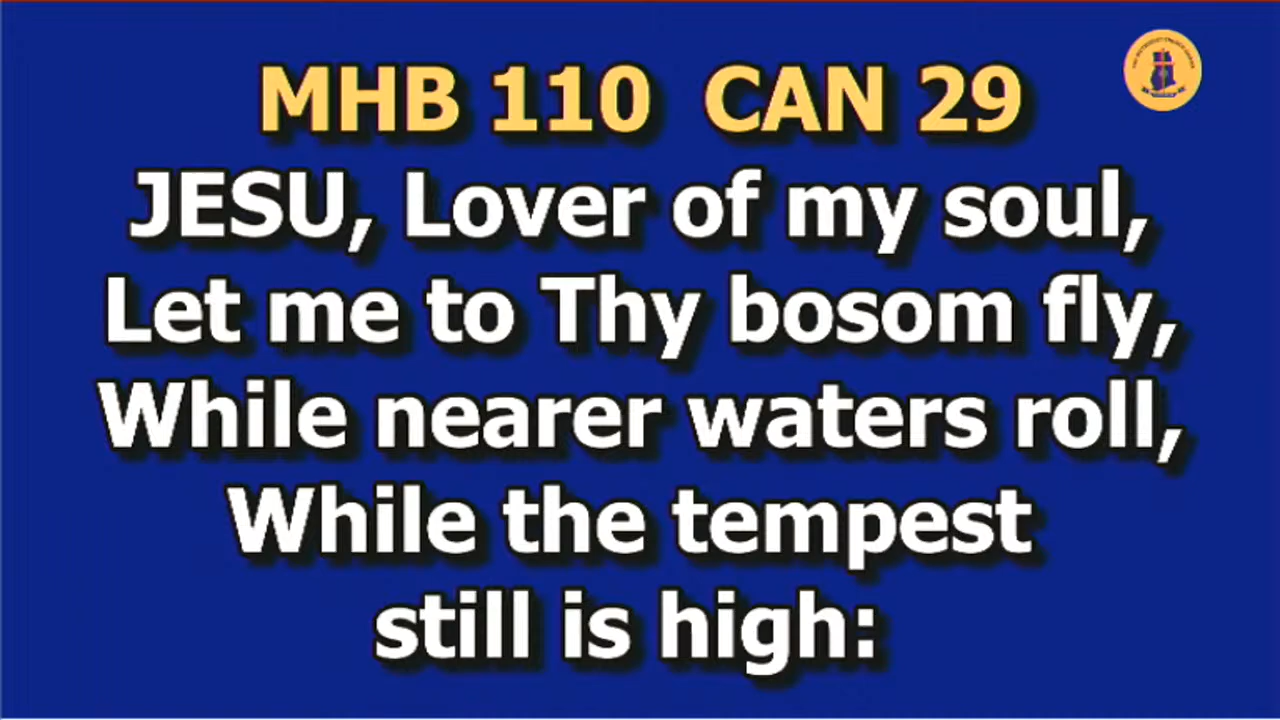 MHB 110 CAN 29
JESU, Lover of my soul,
Let me to Thy bosom fly,
While nearer waters roll,
While the tempest
still is high: